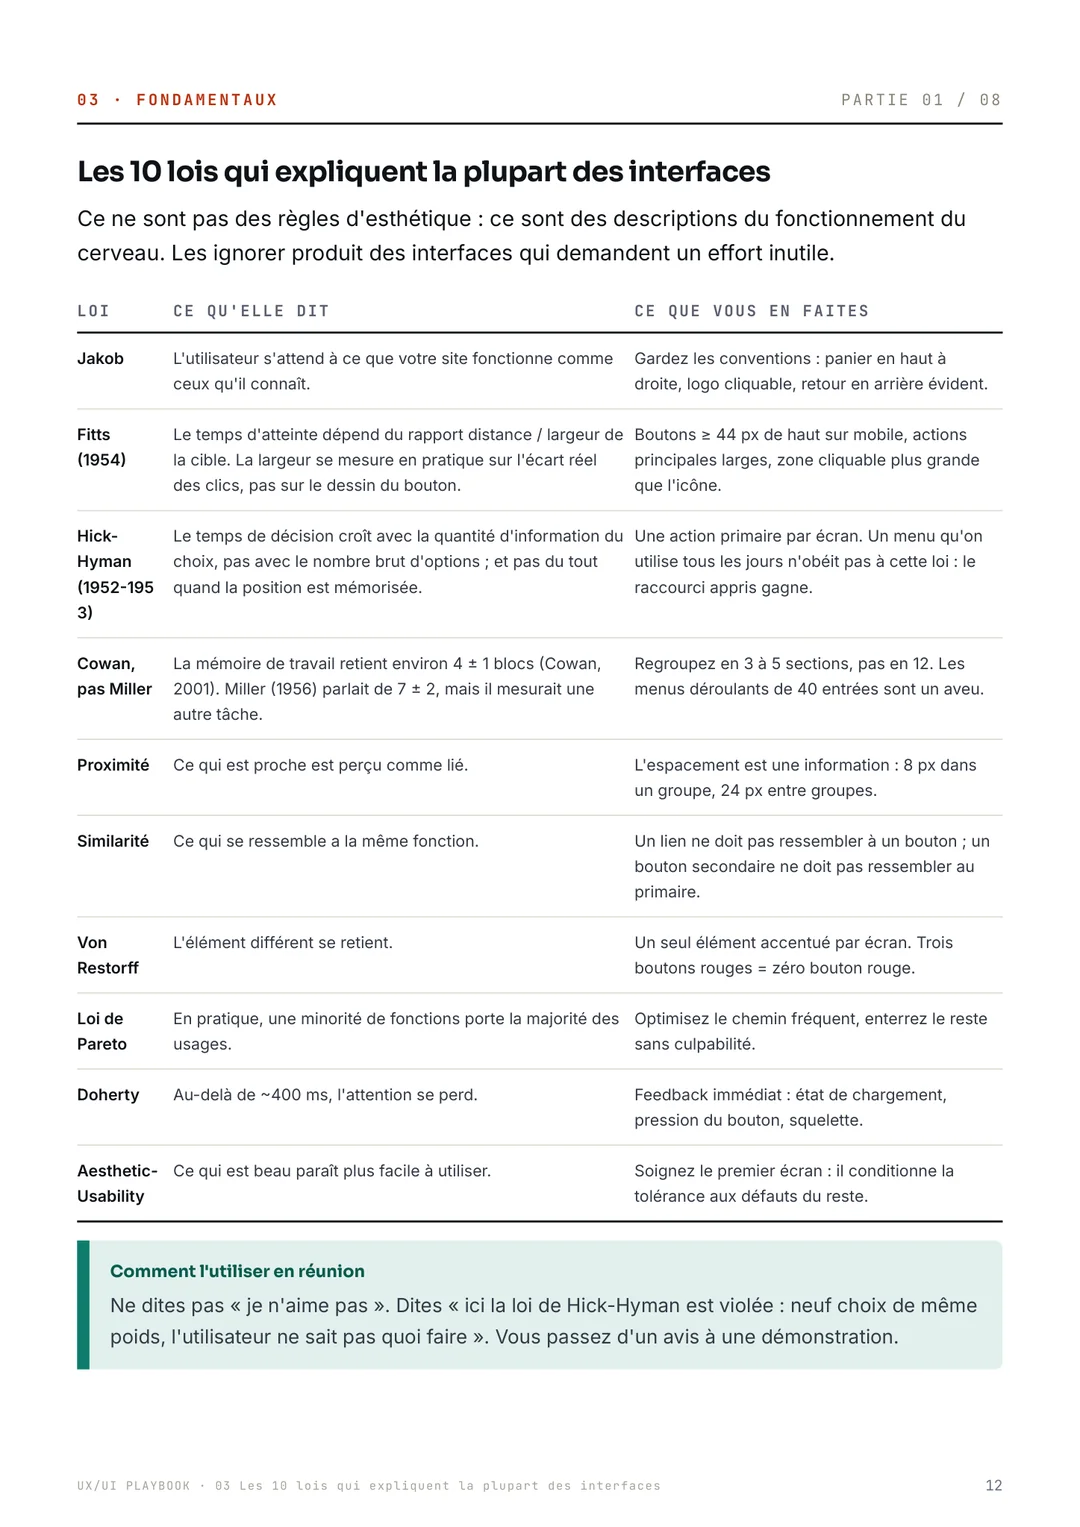 03 · FONDAMENTAUX
PARTIE 01 / 08
Les 10 lois qui expliquent la plupart des interfaces
Ce ne sont pas des règles d'esthétique : ce sont des descriptions du fonctionnement du
cerveau. Les ignorer produit des interfaces qui demandent un effort inutile.
LOI
CE QU'ELLE DIT
CE QUE VOUS EN FAITES
Jakob
L'utilisateur s'attend à ce que votre site fonctionne comme
ceux qu'il connaît.
Gardez les conventions : panier en haut à
droite, logo cliquable, retour en arrière évident.
Fitts
(1954)
Le temps d'atteinte dépend du rapport distance / largeur de
la cible. La largeur se mesure en pratique sur l'écart réel
des clics, pas sur le dessin du bouton.
Boutons ≥ 44 px de haut sur mobile, actions
principales larges, zone cliquable plus grande
que l'icône.
Hick-
Hyman
(1952-195
3)
Le temps de décision croît avec la quantité d'information du
choix, pas avec le nombre brut d'options ; et pas du tout
quand la position est mémorisée.
Une action primaire par écran. Un menu qu'on
utilise tous les jours n'obéit pas à cette loi : le
raccourci appris gagne.
Cowan,
pas Miller
La mémoire de travail retient environ 4 ± 1 blocs (Cowan,
2001). Miller (1956) parlait de 7 ± 2, mais il mesurait une
autre tâche.
Regroupez en 3 à 5 sections, pas en 12. Les
menus déroulants de 40 entrées sont un aveu.
Proximité
Ce qui est proche est perçu comme lié.
L'espacement est une information : 8 px dans
un groupe, 24 px entre groupes.
Similarité
Ce qui se ressemble a la même fonction.
Un lien ne doit pas ressembler à un bouton ; un
bouton secondaire ne doit pas ressembler au
primaire.
Von
Restorff
L'élément différent se retient.
Un seul élément accentué par écran. Trois
boutons rouges = zéro bouton rouge.
Loi de
Pareto
En pratique, une minorité de fonctions porte la majorité des
usages.
Optimisez le chemin fréquent, enterrez le reste
sans culpabilité.
Doherty
Au-delà de ~400 ms, l'attention se perd.
Feedback immédiat : état de chargement,
pression du bouton, squelette.
Aesthetic-
Usability
Ce qui est beau paraît plus facile à utiliser.
Soignez le premier écran : il conditionne la
tolérance aux défauts du reste.
Comment l'utiliser en réunion
Ne dites pas « je n'aime pas ». Dites « ici la loi de Hick-Hyman est violée : neuf choix de même
poids, l'utilisateur ne sait pas quoi faire ». Vous passez d'un avis à une démonstration.
UX/UI PLAYBOOK · 03 Les 10 lois qui expliquent la plupart des interfaces
12